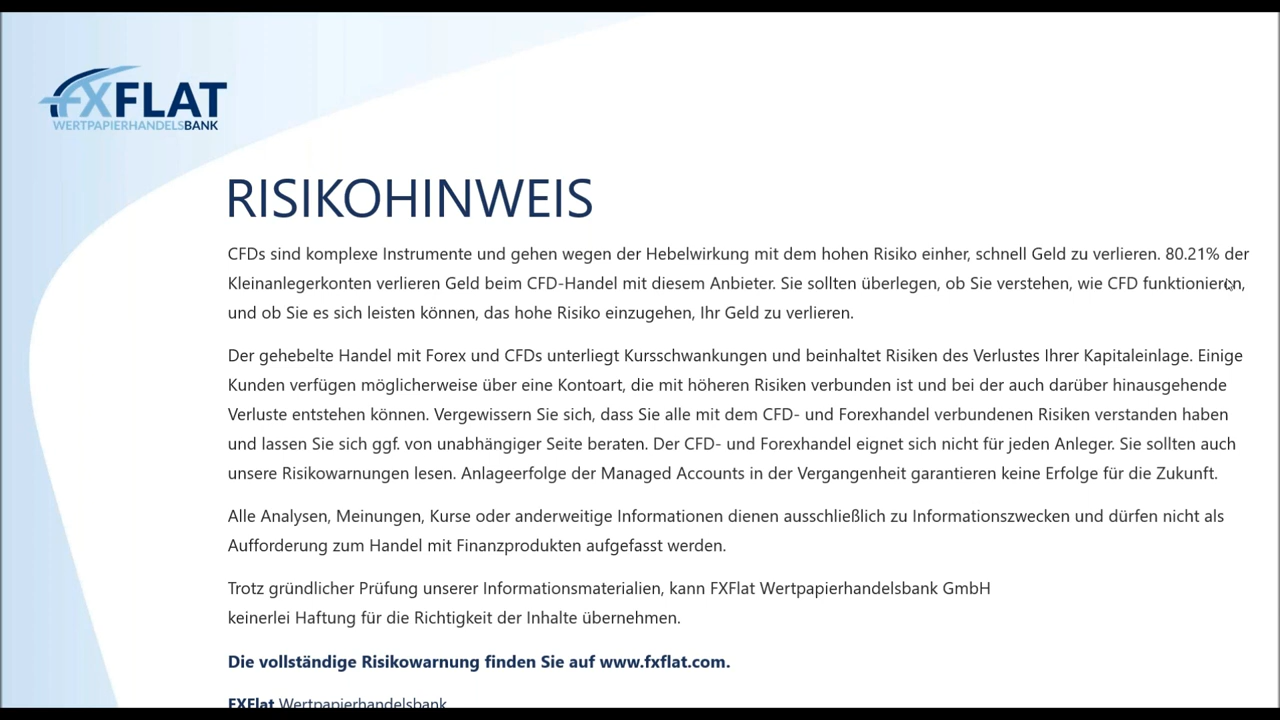 FXFLAT
WERTPAPIERHANDELSBANK
RISIKOHINWEIS
CFDs sind komplexe Instrumente und gehen wegen der Hebelwirkung mit dem hohen Risiko einher, schnell Geld zu verlieren. 80.21% der
Kleinanlegerkonten verlieren Geld beim CFD-Handel mit diesem Anbieter. Sie sollten überlegen, ob Sie verstehen, wie CFD funktionieren,
und ob Sie es sich leisten können, das hohe Risiko einzugehen, Ihr Geld zu verlieren.
Der gehebelte Handel mit Forex und CFDs unterliegt Kursschwankungen und beinhaltet Risiken des Verlustes Ihrer Kapitaleinlage. Einige
Kunden verfügen möglicherweise über eine Kontoart, die mit höheren Risiken verbunden ist und bei der auch darüber hinausgehende
Verluste entstehen können. Vergewissern Sie sich, dass Sie alle mit dem CFD- und Forexhandel verbundenen Risiken verstanden haben
und lassen Sie sich ggf. von unabhängiger Seite beraten. Der CFD- und Forexhandel eignet sich nicht für jeden Anleger. Sie sollten auch
unsere Risikowarnungen lesen. Anlageerfolge der Managed Accounts in der Vergangenheit garantieren keine Erfolge für die Zukunft.
Alle Analysen, Meinungen, Kurse oder anderweitige Informationen dienen ausschließlich zu Informationszwecken und dürfen nicht als
Aufforderung zum Handel mit Finanzprodukten aufgefasst werden.
Trotz gründlicher Prüfung unserer Informationsmaterialien, kann FXFlat Wertpapierhandelsbank GmbH
keinerlei Haftung für die Richtigkeit der Inhalte übernehmen.
Die vollständige Risikowarnung finden Sie auf www.fxflat.com.
FXFlat Wertpapierhandelsbank